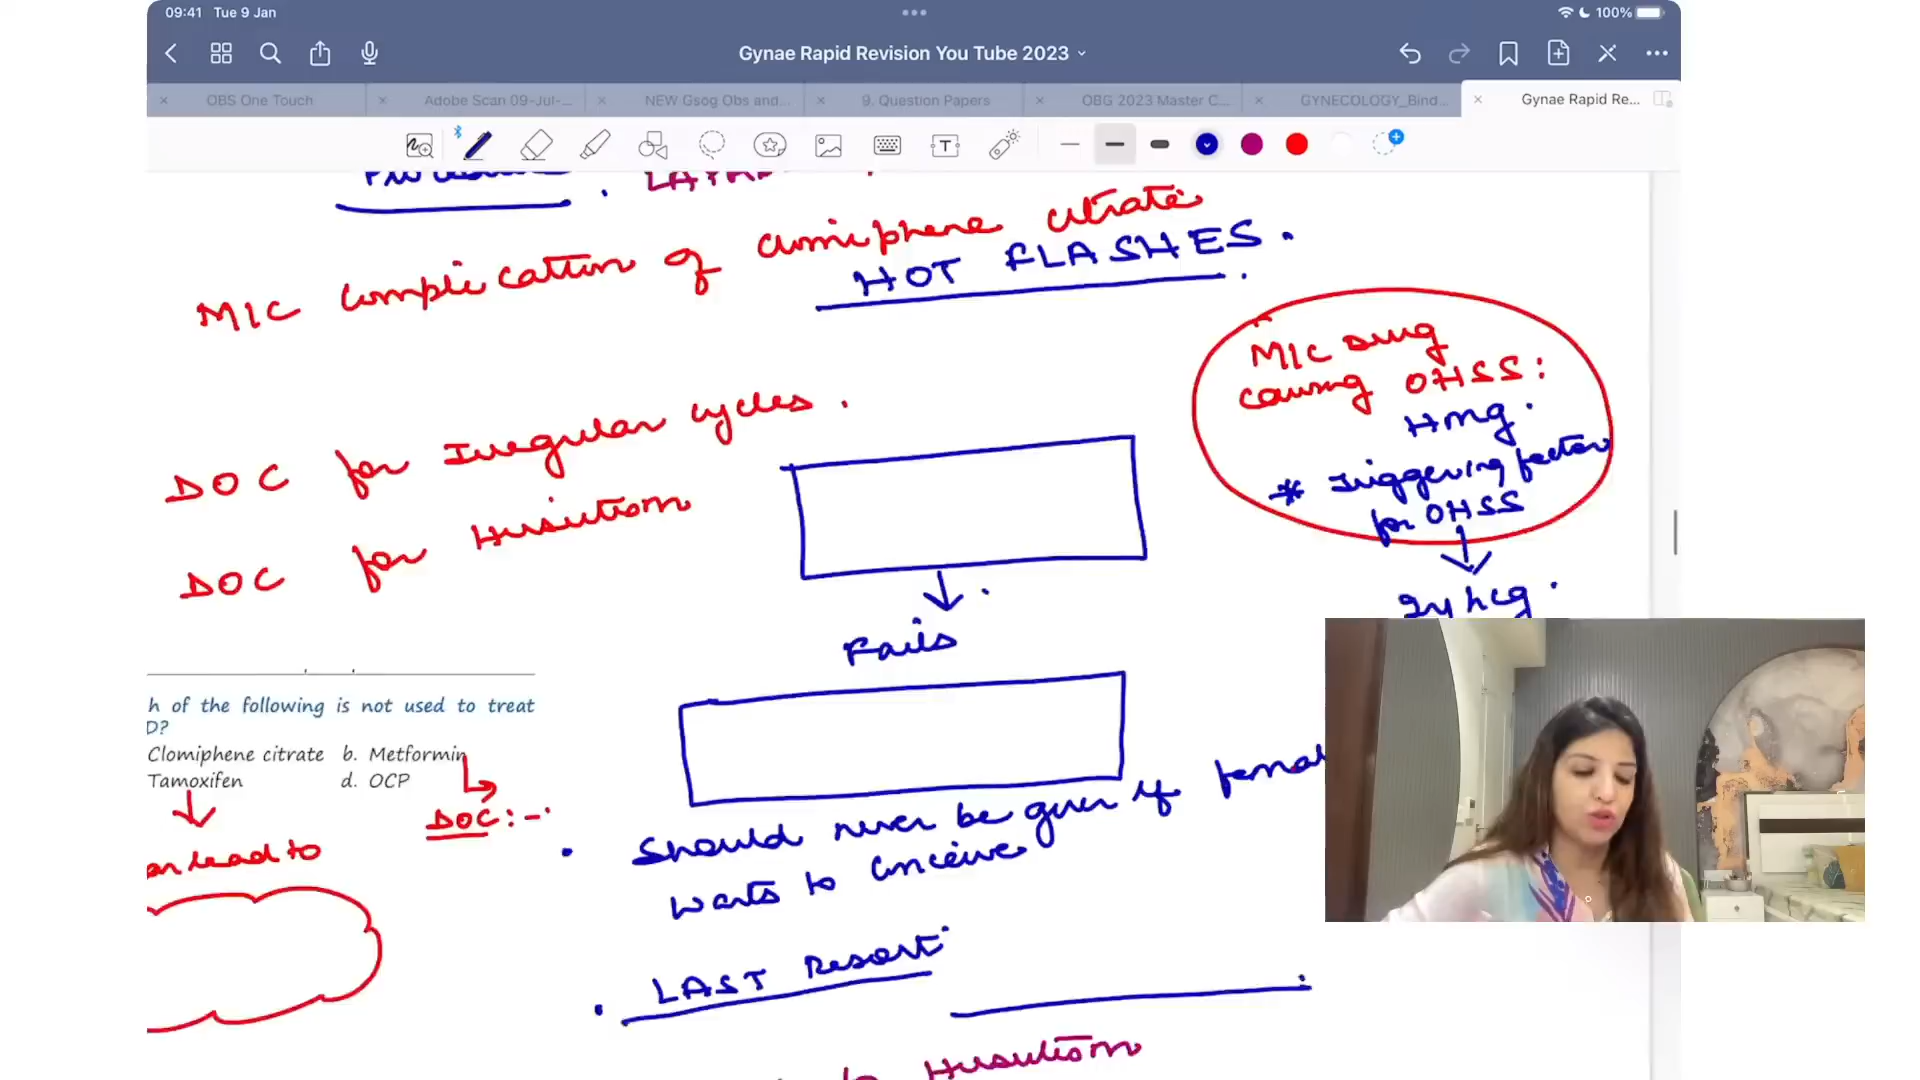 09:41 Tue 9 Jan
100%
Gynae Rapid Revision You Tube 2023
OBS One Touch
Adobe Scan 09-Jul-...
NEW Gsog Obs and...
9. Question Papers
OBG 2023 Master C...
GYNECOLOGY_Bind...
Gynae Rapid Re...
MIC complication of clomiphene citrate
HOT FLASHES.
MIC drug
causing OHSS:
HMG.
* Triggering factor
for OHSS
Inj hcg.
DOC for Irregular cycles.
DOC for Hirsutism
Fails
h of the following is not used to treat
D?
Clomiphene citrate b. Metformin
Tamoxifen d. OCP
DOC:-
an lead to
• Should never be given if femal
wants to conceive
• LAST Resort
Hirsutism